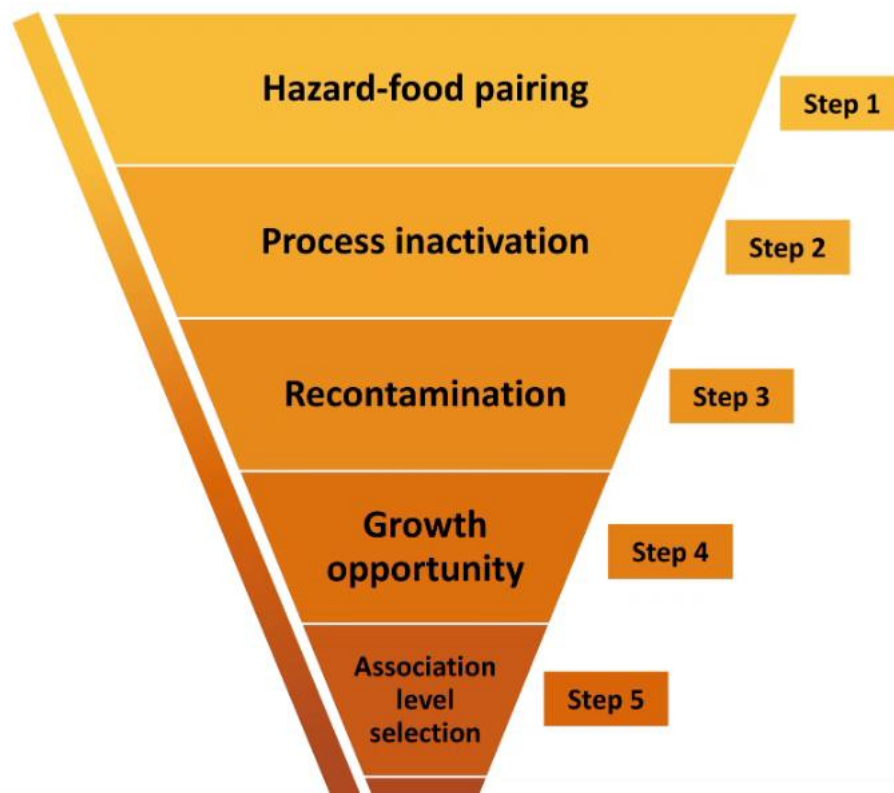 Hazard-food pairing
Step 1
Process inactivation
Step 2
Recontamination
Step 3
Growth
opportunity
Step 4
Association
level
selection
Step 5